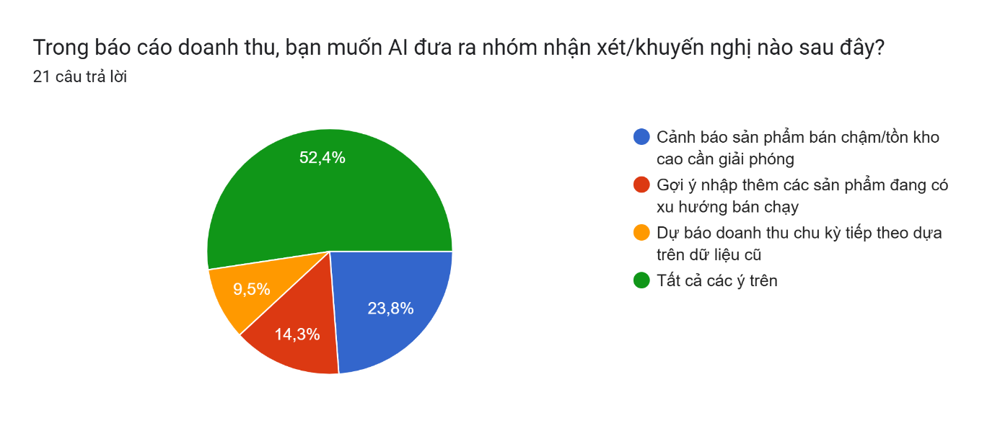 Trong báo cáo doanh thu, bạn muốn AI đưa ra nhóm nhận xét/khuyến nghị nào sau đây?
21 câu trả lời
52,4%
9,5%
14,3%
23,8%
Cảnh báo sản phẩm bán chậm/tồn kho
cao cần giải phóng
Gợi ý nhập thêm các sản phẩm đang có
xu hướng bán chạy
Dự báo doanh thu chu kỳ tiếp theo dựa
trên dữ liệu cũ
Tất cả các ý trên